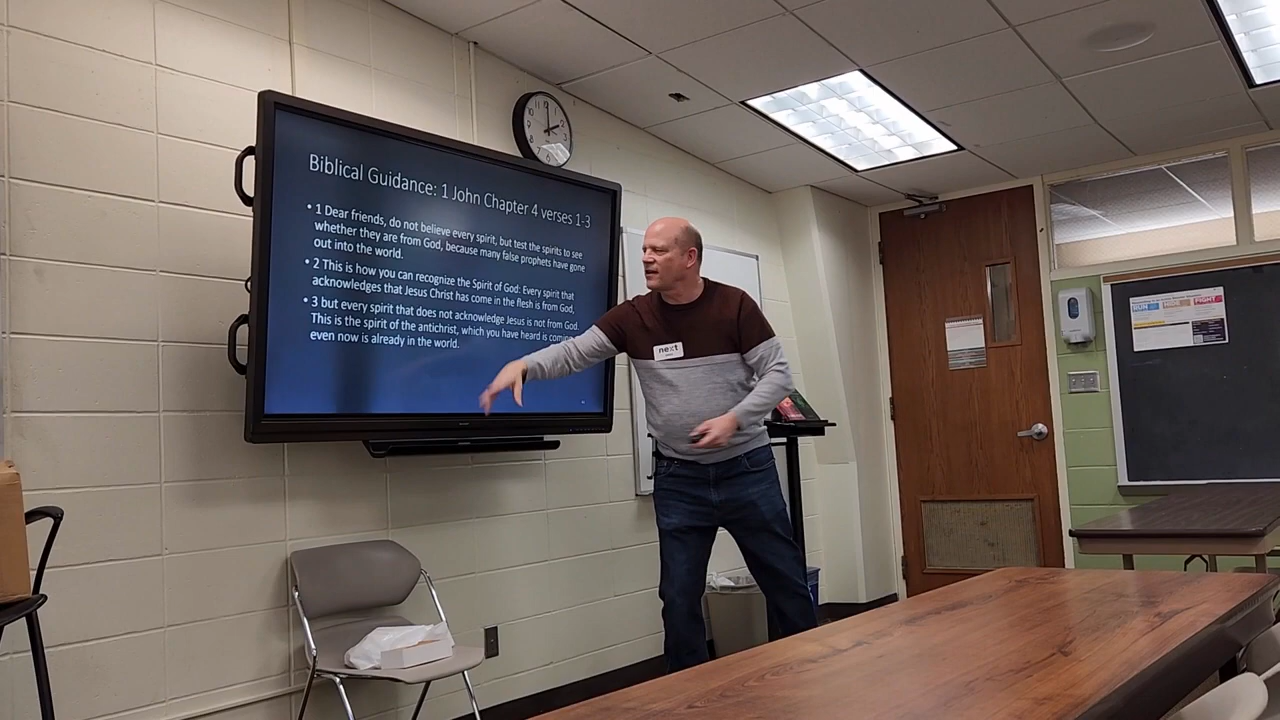 Biblical Guidance: 1 John Chapter 4 verses 1-3
• 1 Dear friends, do not believe every spirit, but test the spirits to see
whether they are from God, because many false prophets have gone
out into the world.
• 2 This is how you can recognize the Spirit of God: Every spirit that
acknowledges that Jesus Christ has come in the flesh is from God,
• 3 but every spirit that does not acknowledge Jesus is not from God.
This is the spirit of the antichrist, which you have heard is coming
even now is already in the world.
next
RUN
HIDE
FIGHT